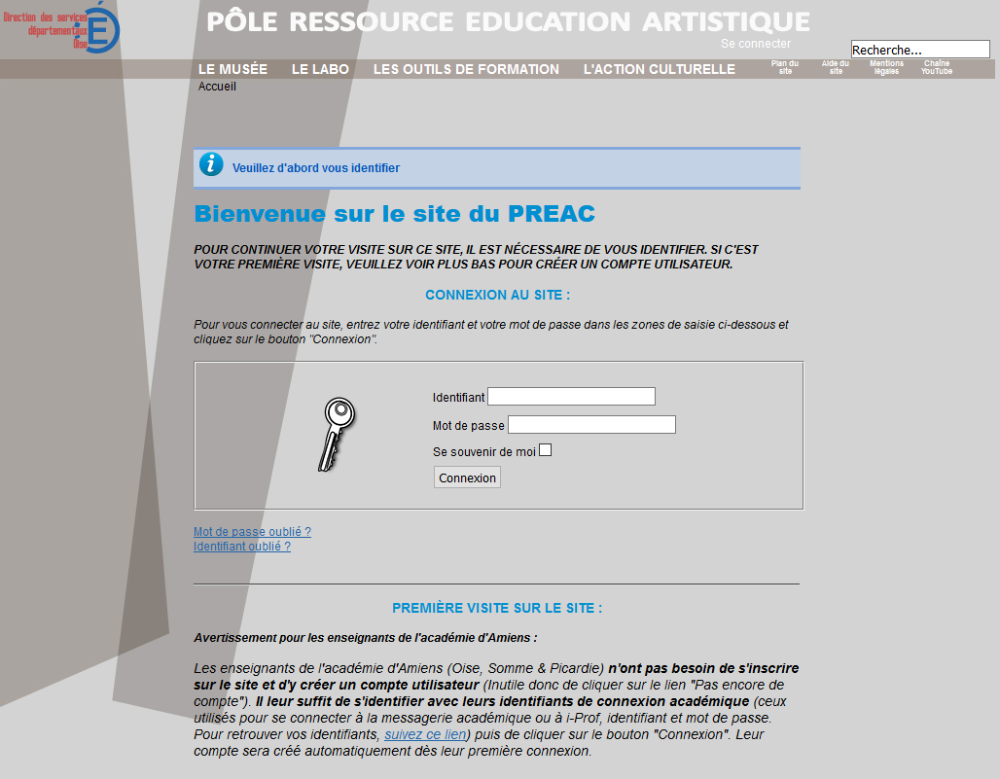 Direction des services
départementaux
Oise
É
PÔLE RESSOURCE EDUCATION ARTISTIQUE
Se connecter
Recherche...
LE MUSÉE LE LABO LES OUTILS DE FORMATION L'ACTION CULTURELLE
Plan du site
Aide du site
Mentions légales
Chaîne YouTube
Accueil
i
Veuillez d'abord vous identifier
Bienvenue sur le site du PREAC
POUR CONTINUER VOTRE VISITE SUR CE SITE, IL EST NÉCESSAIRE DE VOUS IDENTIFIER. SI C'EST
VOTRE PREMIÈRE VISITE, VEUILLEZ VOIR PLUS BAS POUR CRÉER UN COMPTE UTILISATEUR.
CONNEXION AU SITE :
Pour vous connecter au site, entrez votre identifiant et votre mot de passe dans les zones de saisie ci-dessous et
cliquez sur le bouton "Connexion".
Identifiant
Mot de passe
Se souvenir de moi
Connexion
Mot de passe oublié ?
Identifiant oublié ?
PREMIÈRE VISITE SUR LE SITE :
Avertissement pour les enseignants de l'académie d'Amiens :
Les enseignants de l'académie d'Amiens (Oise, Somme & Picardie) n'ont pas besoin de s'inscrire
sur le site et d'y créer un compte utilisateur (Inutile donc de cliquer sur le lien "Pas encore de
compte"). Il leur suffit de s'identifier avec leurs identifiants de connexion académique (ceux
utilisés pour se connecter à la messagerie académique ou à i-Prof, identifiant et mot de passe.
Pour retrouver vos identifiants, suivez ce lien) puis de cliquer sur le bouton "Connexion". Leur
compte sera créé automatiquement dès leur première connexion.